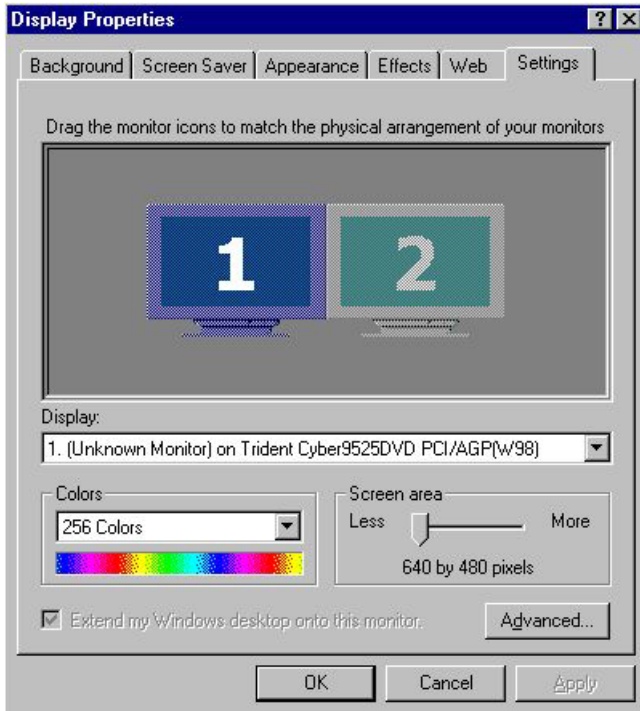 Display Properties
Background Screen Saver Appearance Effects Web Settings
Drag the monitor icons to match the physical arrangement of your monitors
1 2
Display:
1. (Unknown Monitor) on Trident Cyber9525DVD PCI/AGP(W98)
Colors
256 Colors
Screen area
Less More
640 by 480 pixels
Extend my Windows desktop onto this monitor.
Advanced...
OK Cancel Apply